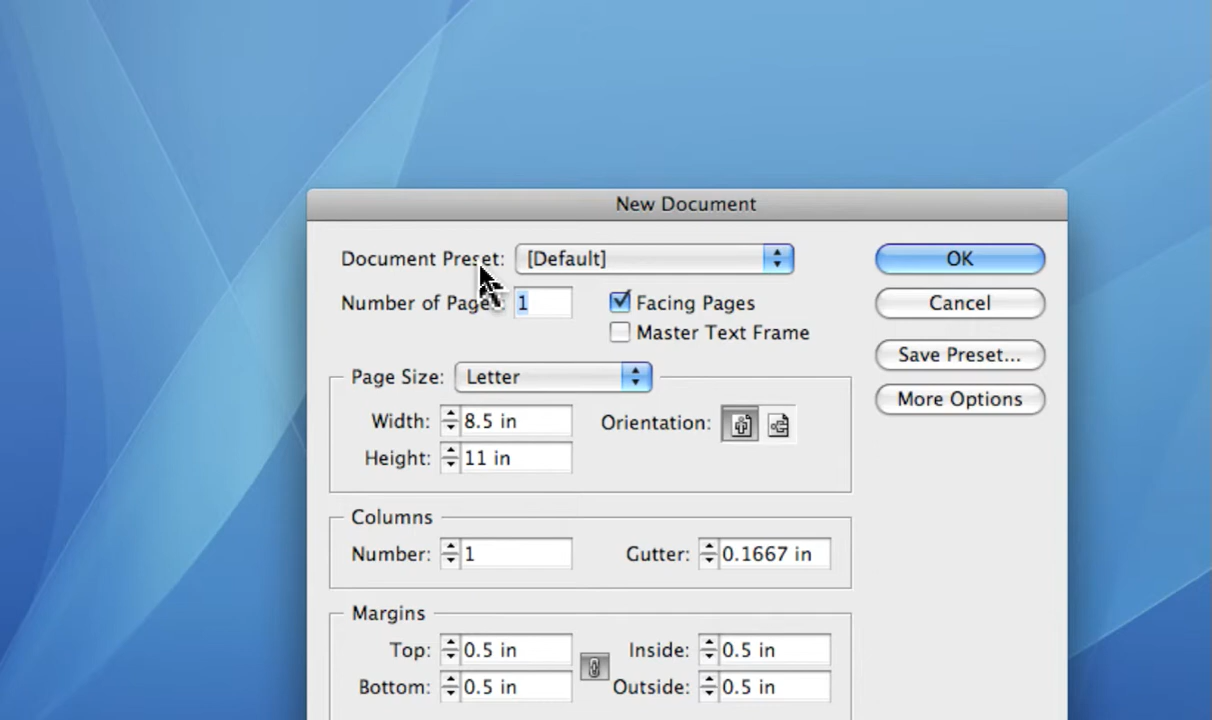 New Document
Document Preset: [Default] OK
Number of Page : 1 Facing Pages Cancel
Master Text Frame
Save Preset...
Page Size: Letter
More Options
Width: 8.5 in Orientation:
Height: 11 in
Columns
Number: 1 Gutter: 0.1667 in
Margins
Top: 0.5 in Inside: 0.5 in
Bottom: 0.5 in Outside: 0.5 in